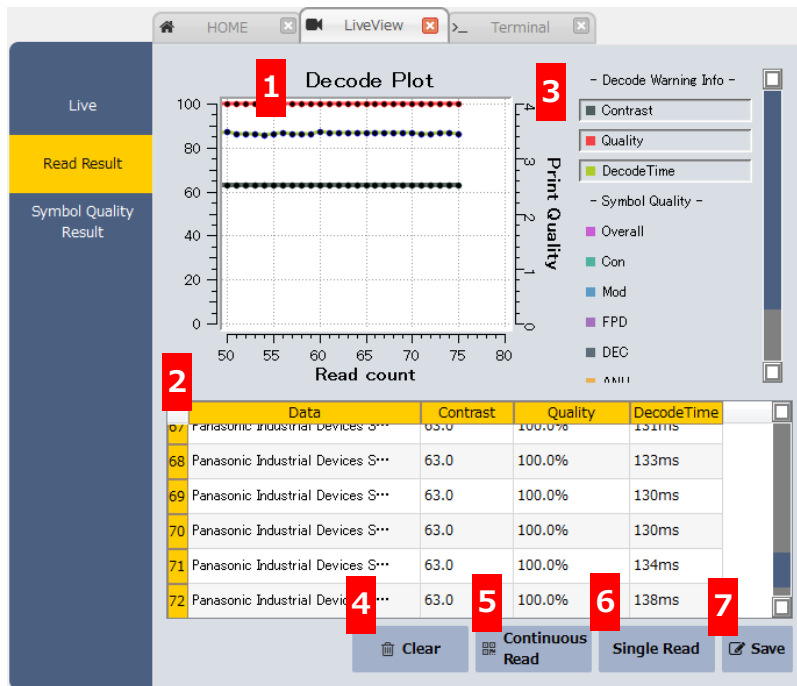 HOME
LiveView
>_ Terminal
Live
Read Result
Symbol Quality
Result
1
Decode Plot
100
80
60
40
20
0
50 55 60 65 70 75 80
Read count
4
3
2
1
0
Print Quality
3
- Decode Warning Info -
Contrast
Quality
DecodeTime
- Symbol Quality -
Overall
Con
Mod
FPD
DEC
2
Data Contrast Quality DecodeTime
67 Panasonic Industrial Devices S… 63.0 100.0% 131ms
68 Panasonic Industrial Devices S… 63.0 100.0% 133ms
69 Panasonic Industrial Devices S… 63.0 100.0% 130ms
70 Panasonic Industrial Devices S… 63.0 100.0% 130ms
71 Panasonic Industrial Devices S… 63.0 100.0% 134ms
72 Panasonic Industrial S… 63.0 100.0% 138ms
4
Clear
5
Continuous
Read
6
Single Read
7
Save